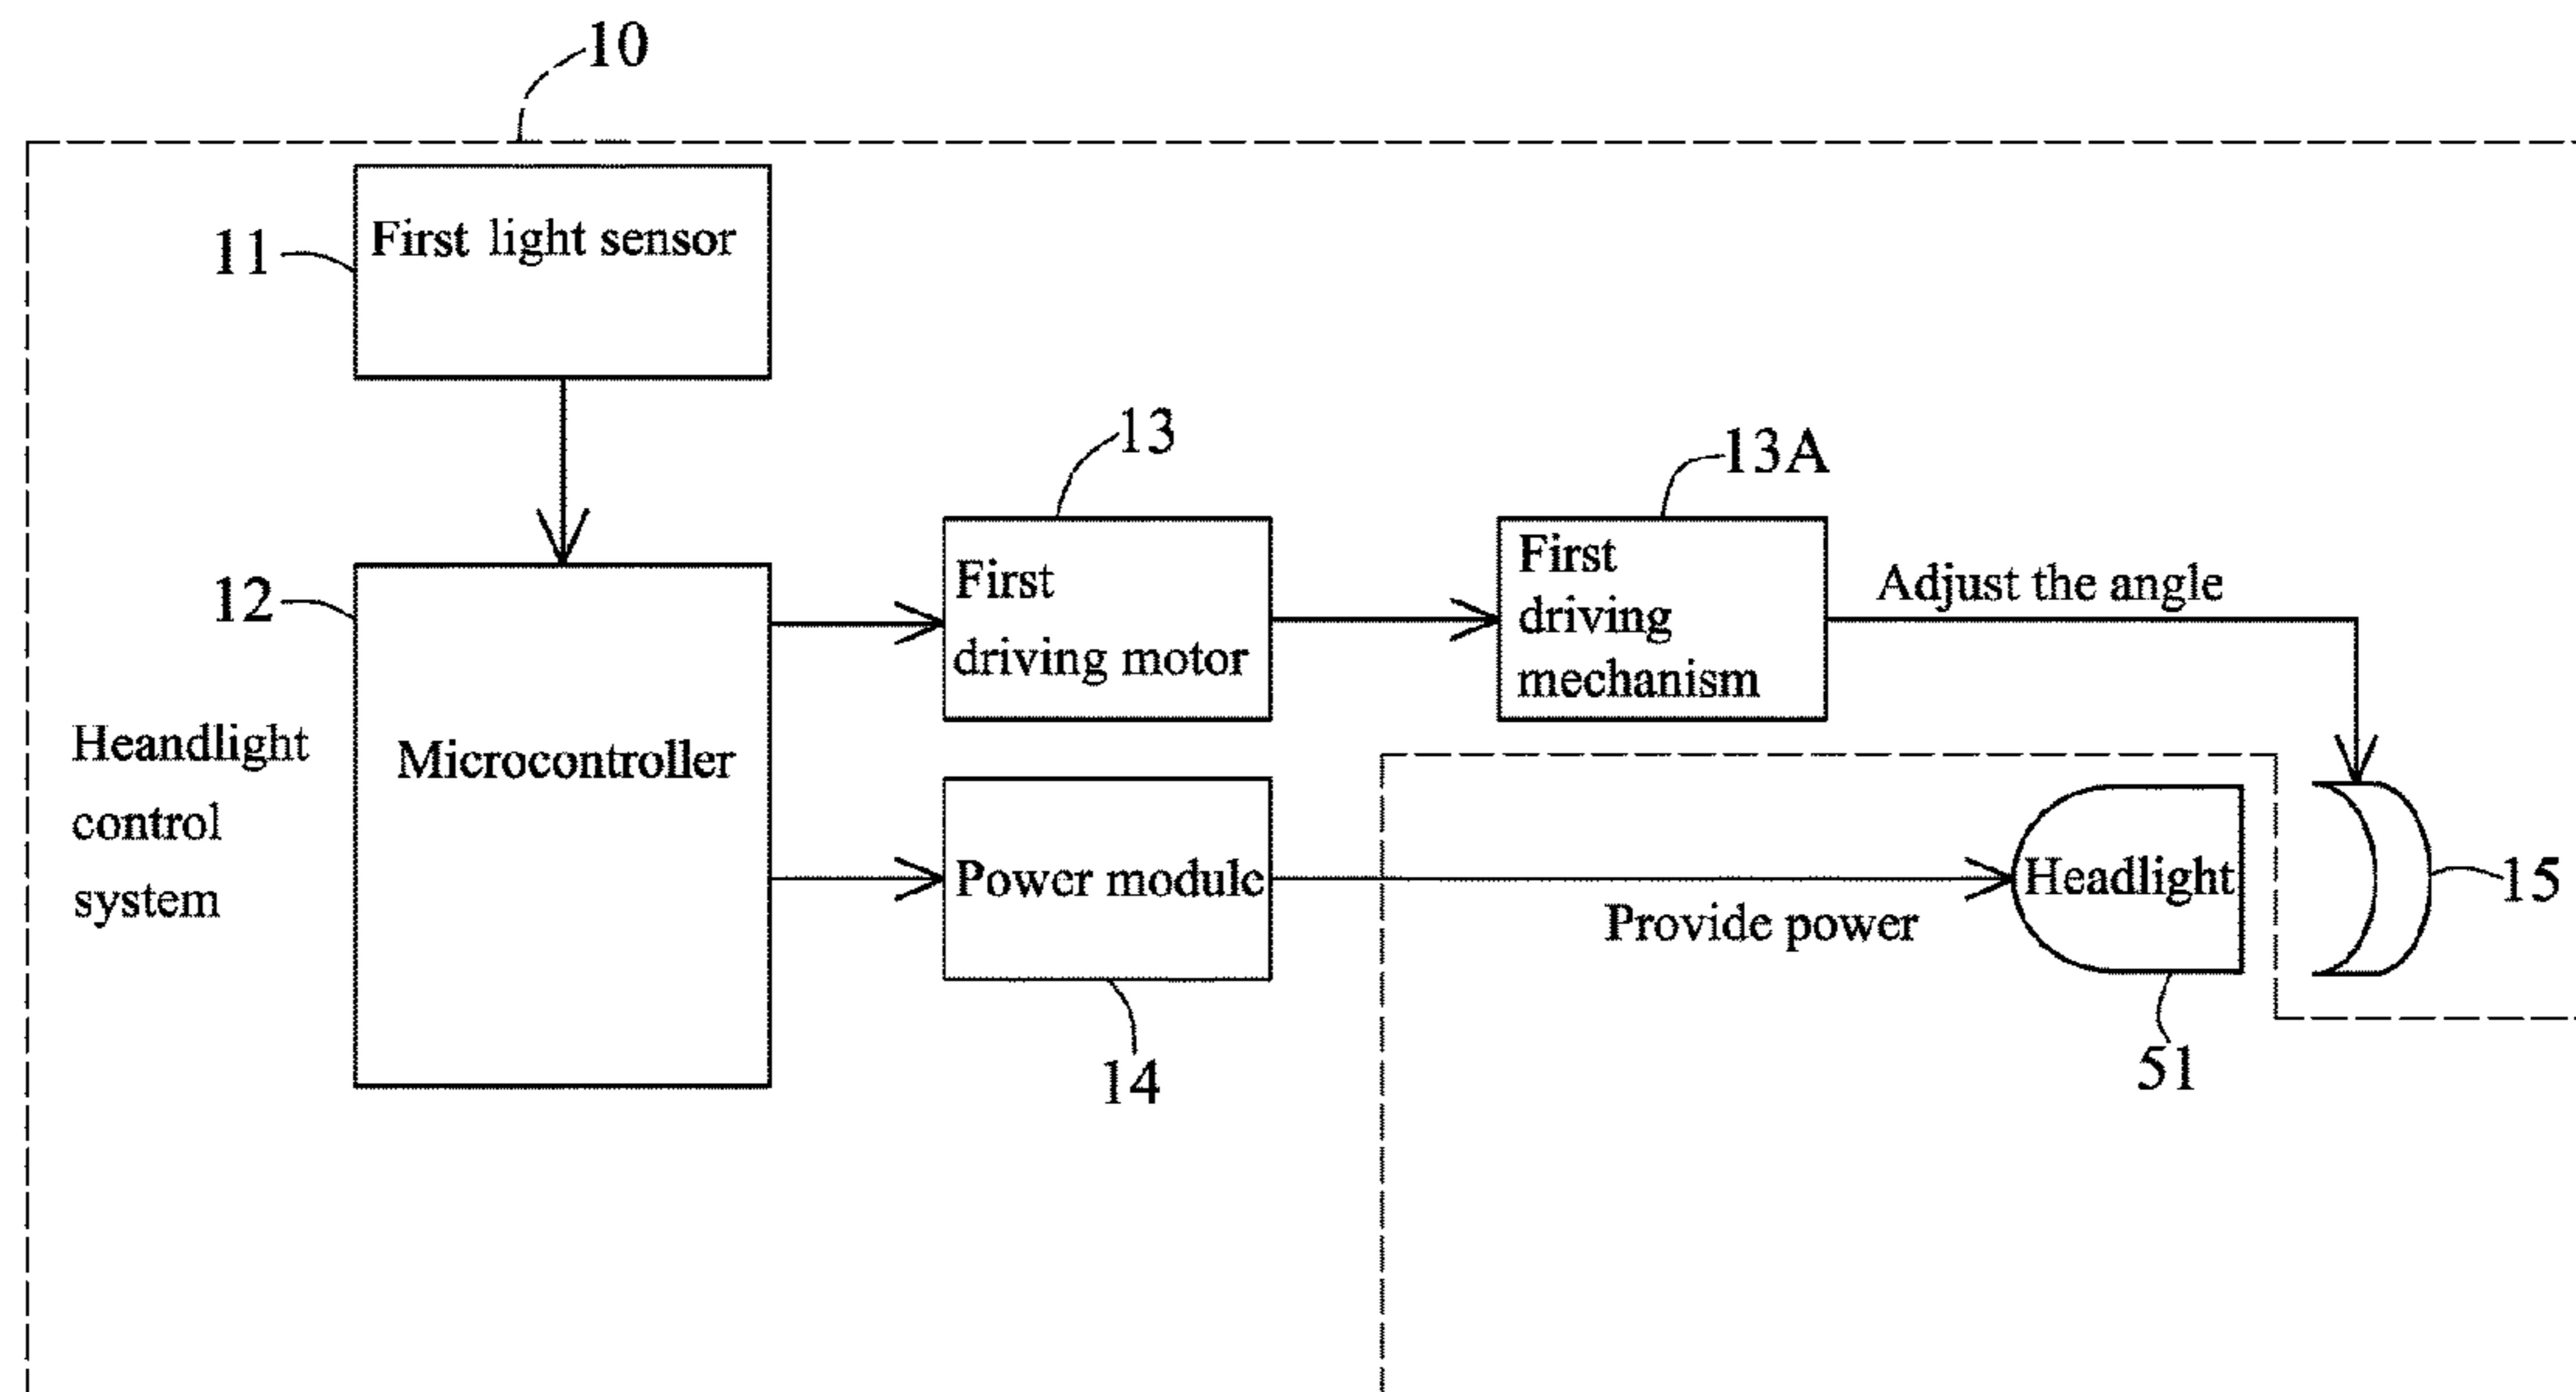 10
First light sensor
11
13
13A
First
driving motor
First
driving
mechanism
Adjust the angle
12
Heandlight
control
system
Microcontroller
Power module
Provide power
Headlight
15
14
51